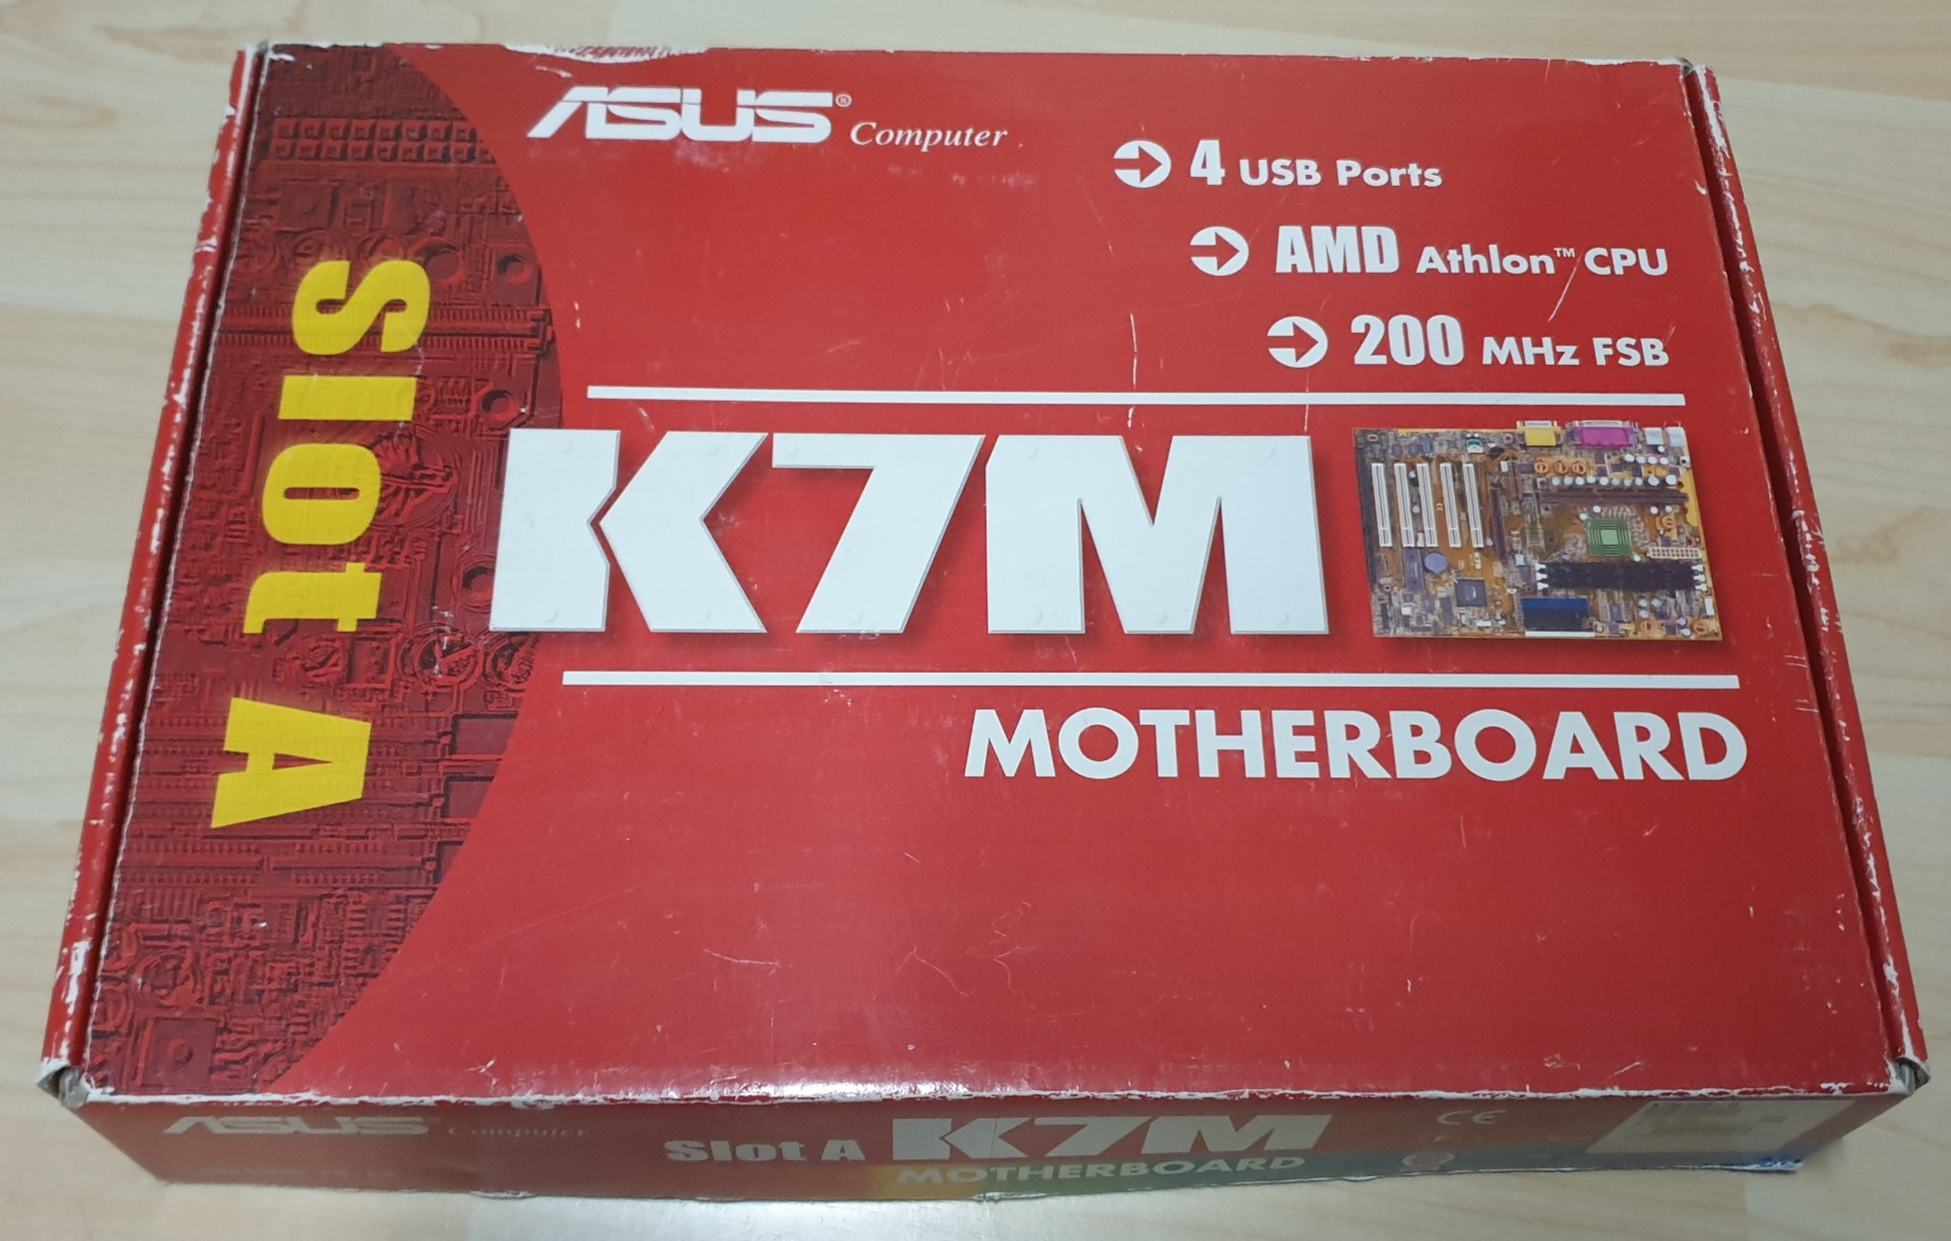 ASUS® Computer
4 USB Ports
AMD Athlon™ CPU
200 MHz FSB
Slot A
K7M
MOTHERBOARD
ASUS Computer
Slot A K7M
MOTHERBOARD
CE